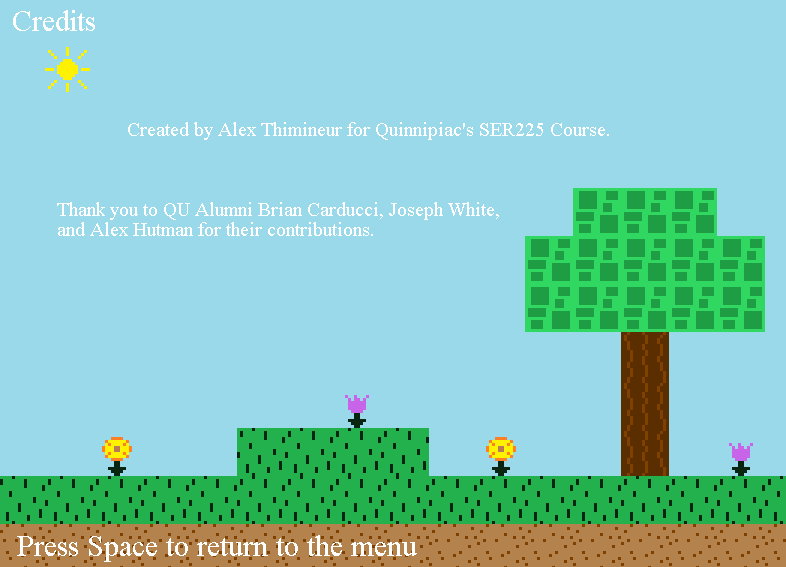 Credits
Created by Alex Thimineur for Quinnipiac's SER225 Course.
Thank you to QU Alumni Brian Carducci, Joseph White,
and Alex Hutman for their contributions.
Press Space to return to the menu